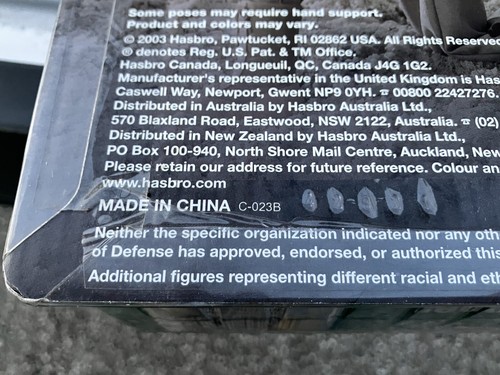 Some poses may require hand support.
Product and colors may vary.
© 2003 Hasbro, Pawtucket, RI 02862 USA. All Rights Reserved
® denotes Reg. U.S. Pat. & TM Office.
Hasbro Canada, Longueuil, QC, Canada J4G 1G2.
Manufacturer's representative in the United Kingdom is Has
Caswell Way, Newport, Gwent NP9 0YH. ☎ 00800 22427276.
Distributed in Australia by Hasbro Australia Ltd.,
570 Blaxland Road, Eastwood, NSW 2122, Australia. ☎ (02)
Distributed in New Zealand by Hasbro Australia Ltd.,
PO Box 100-940, North Shore Mail Centre, Auckland, New
Please retain our address for future reference. Colour an
www.hasbro.com
MADE IN CHINA C-023B
Neither the specific organization indicated nor any oth
of Defense has approved, endorsed, or authorized this
Additional figures representing different racial and eth